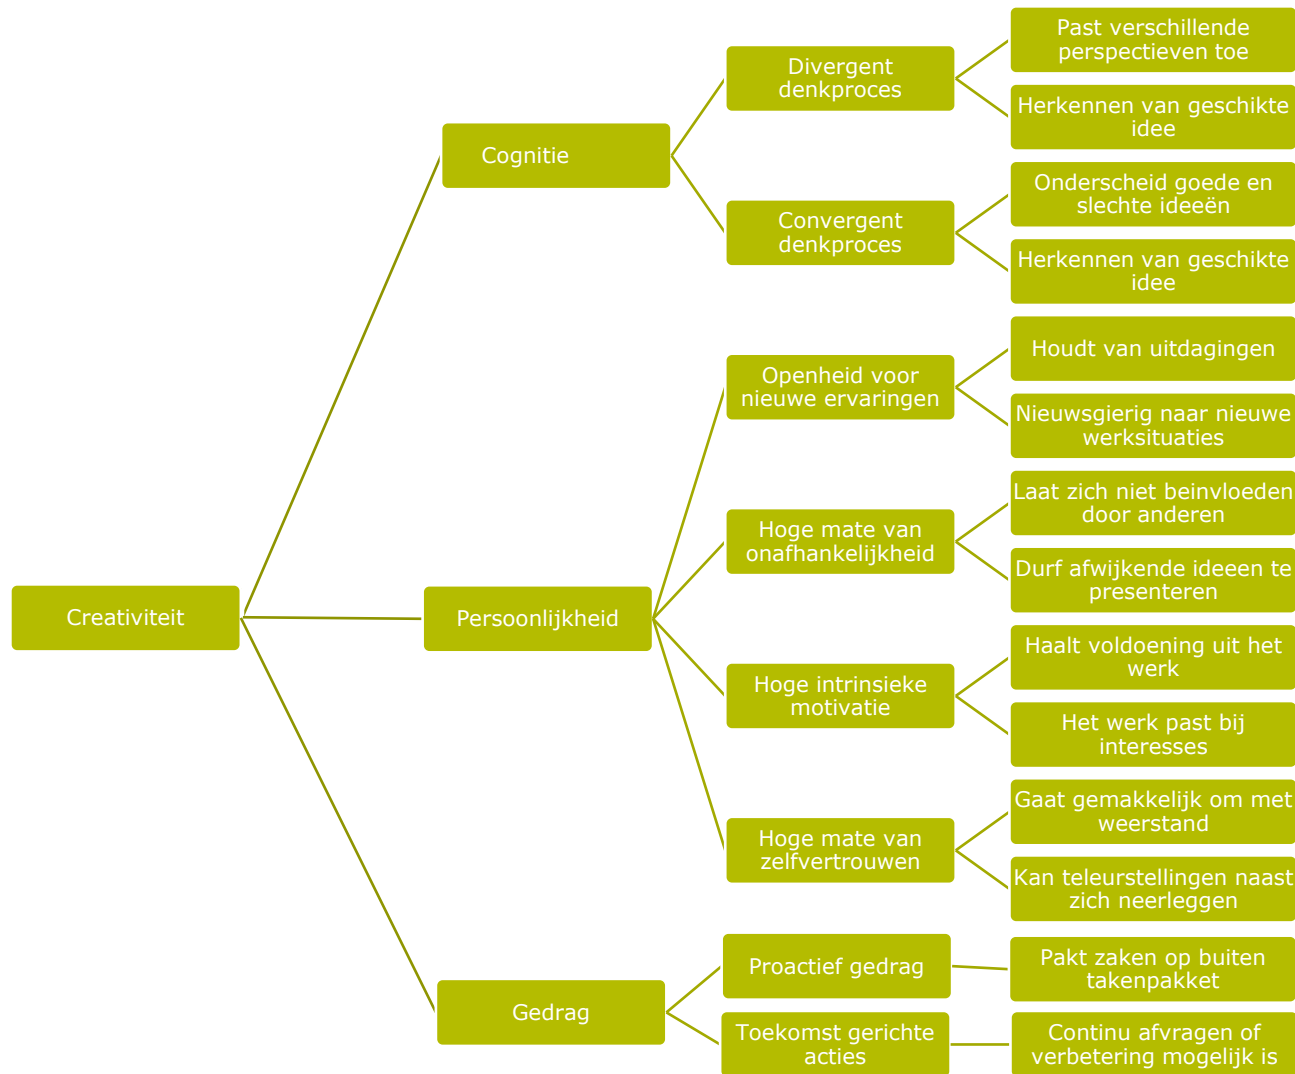 Creativiteit
Cognitie
Divergent
denkproces
Past verschillende
perspectieven toe
Herkennen van geschikte
idee
Convergent
denkproces
Onderscheid goede en
slechte ideeën
Herkennen van geschikte
idee
Persoonlijkheid
Openheid voor
nieuwe ervaringen
Houdt van uitdagingen
Nieuwsgierig naar nieuwe
werksituaties
Hoge mate van
onafhankelijkheid
Laat zich niet beinvloeden
door anderen
Durf afwijkende ideeen te
presenteren
Hoge intrinsieke
motivatie
Haalt voldoening uit het
werk
Het werk past bij
interesses
Hoge mate van
zelfvertrouwen
Gaat gemakkelijk om met
weerstand
Kan teleurstellingen naast
zich neerleggen
Gedrag
Proactief gedrag
Pakt zaken op buiten
takenpakket
Toekomst gerichte
acties
Continu afvragen of
verbetering mogelijk is